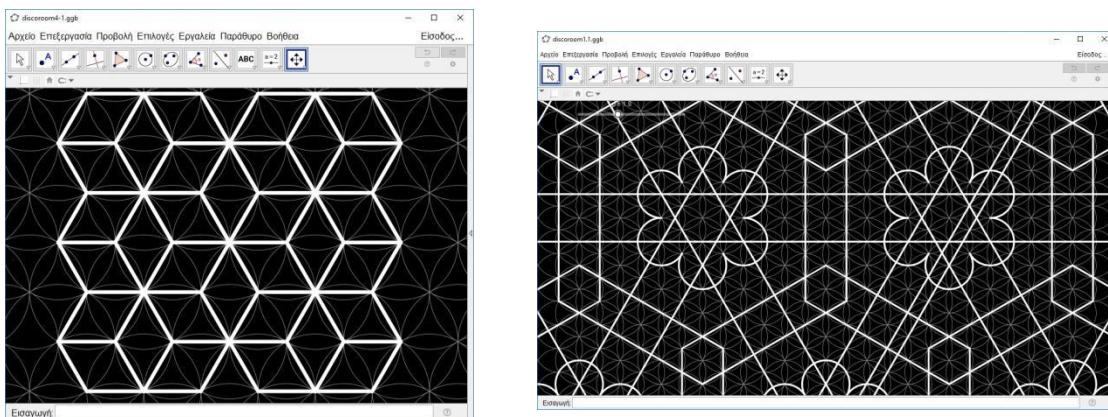 discoroom4-1.ggb
Αρχείο Επεξεργασία Προβολή Επιλογές Εργαλεία Παράθυρο Βοήθεια Είσοδος...
ABC a=2
Εισαγωγή:
discoroom1.1.ggb
Αρχείο Επεξεργασία Προβολή Επιλογές Εργαλεία Παράθυρο Βοήθεια Είσοδος...
a=2
Εισαγωγή: